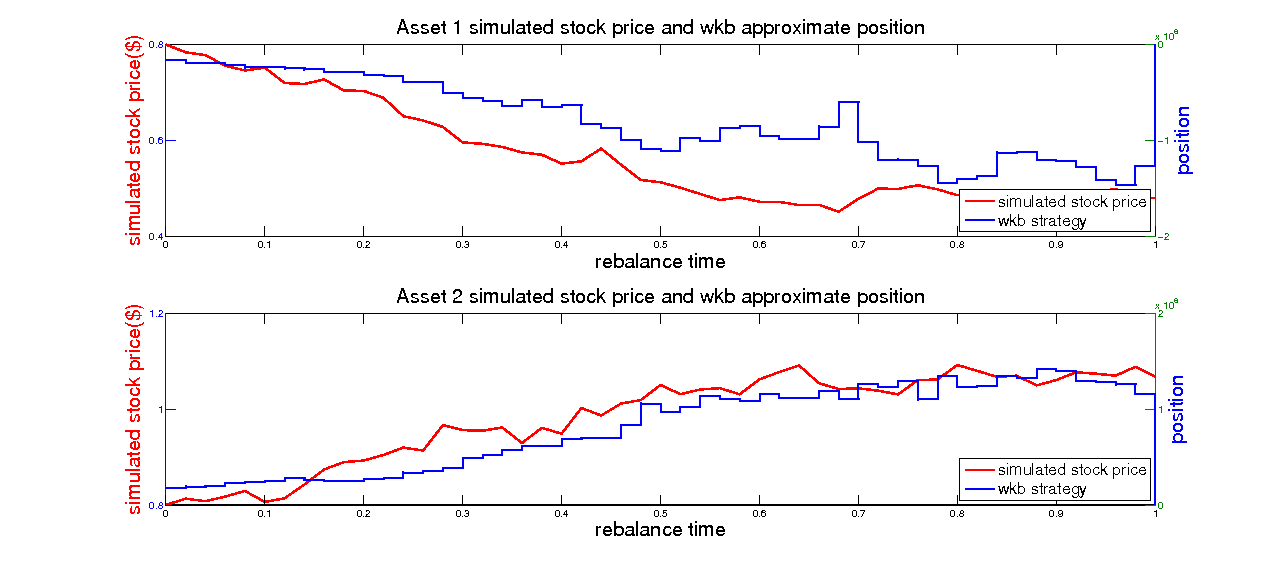 Asset 1 simulated stock price and wkb approximate position
simulated stock price($)
0.8
0.6
0.4
0
-1
-2
position
simulated stock price
wkb strategy
0 0.1 0.2 0.3 0.4 0.5 0.6 0.7 0.8 0.9 1
rebalance time
Asset 2 simulated stock price and wkb approximate position
simulated stock price($)
1.2
1
0.8
2
1
0
position
simulated stock price
wkb strategy
0 0.1 0.2 0.3 0.4 0.5 0.6 0.7 0.8 0.9 1
rebalance time